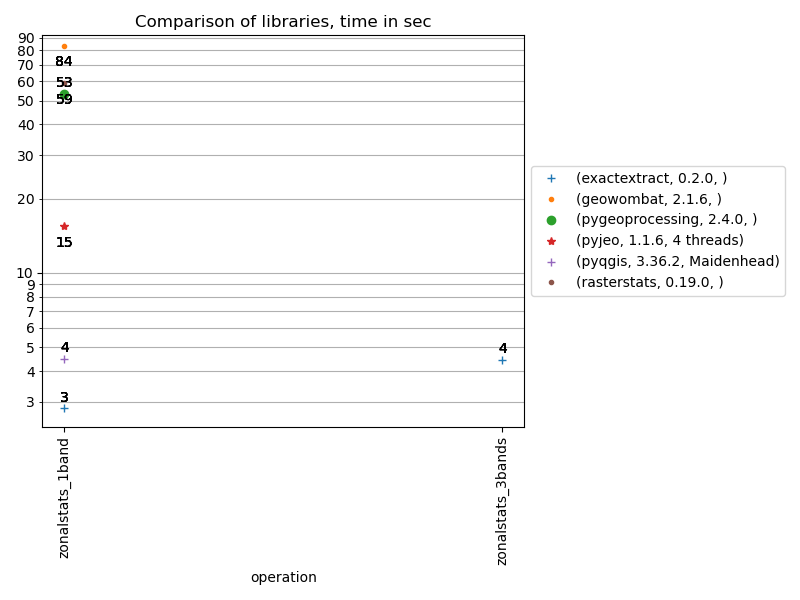 Comparison of libraries, time in sec
90
80
70
60
50
40
30
20
10
9
8
7
6
5
4
3
84
53
59
15
4
3
4
zonalstats_1band
zonalstats_3bands
operation
(exactextract, 0.2.0, )
(geowombat, 2.1.6, )
(pygeoprocessing, 2.4.0, )
(pyjeo, 1.1.6, 4 threads)
(pyqgis, 3.36.2, Maidenhead)
(rasterstats, 0.19.0, )